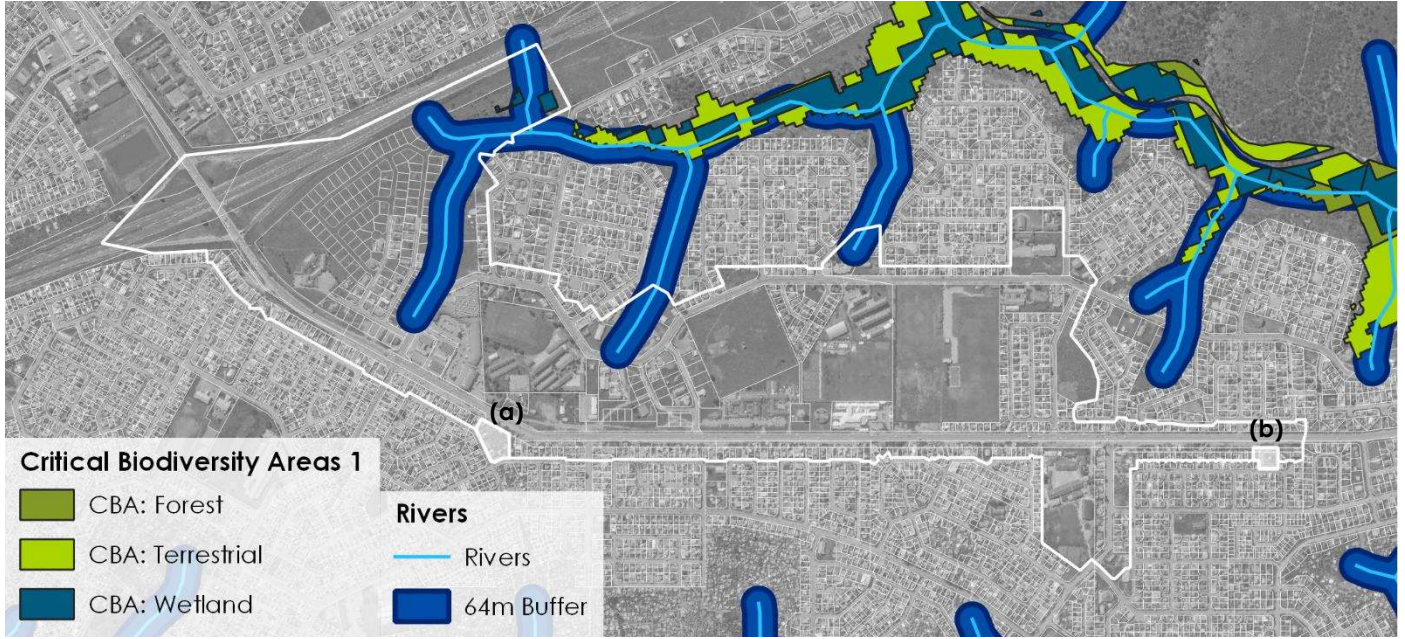 (a)
(b)
Critical Biodiversity Areas 1
CBA: Forest
CBA: Terrestrial
CBA: Wetland
Rivers
Rivers
64m Buffer